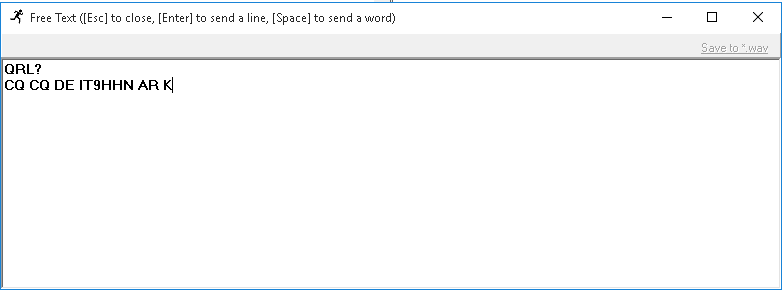 Free Text ([Esc] to close, [Enter] to send a line, [Space] to send a word)
Save to *.wav
QRL?
CQ CQ DE IT9HHN AR K